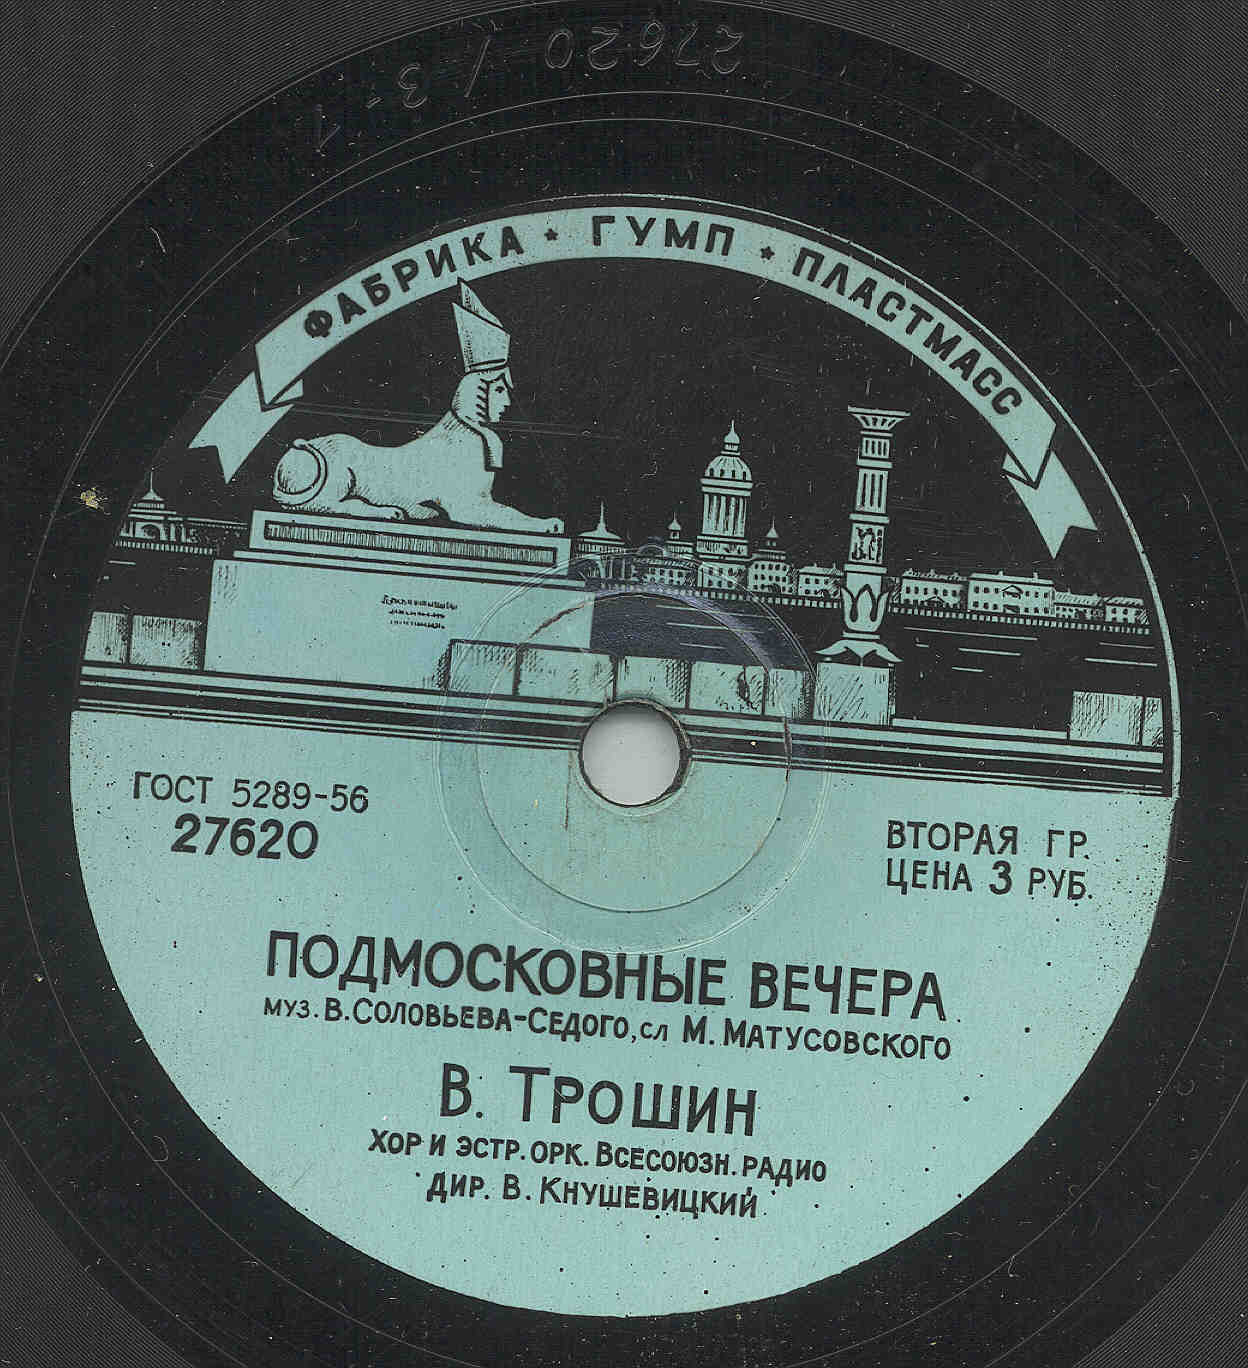 27620 / 3-1
ФАБРИКА ★ ГУМП ★ ПЛАСТМАСС
ГОСТ 5289-56
27620
ВТОРАЯ ГР.
ЦЕНА 3 РУБ.
ПОДМОСКОВНЫЕ ВЕЧЕРА
МУЗ. В. СОЛОВЬЕВА-СЕДОГО, СЛ М. МАТУСОВСКОГО
В. ТРОШИН
ХОР И ЭСТР. ОРК. ВСЕСОЮЗН. РАДИО
ДИР. В. КНУШЕВИЦКИЙ